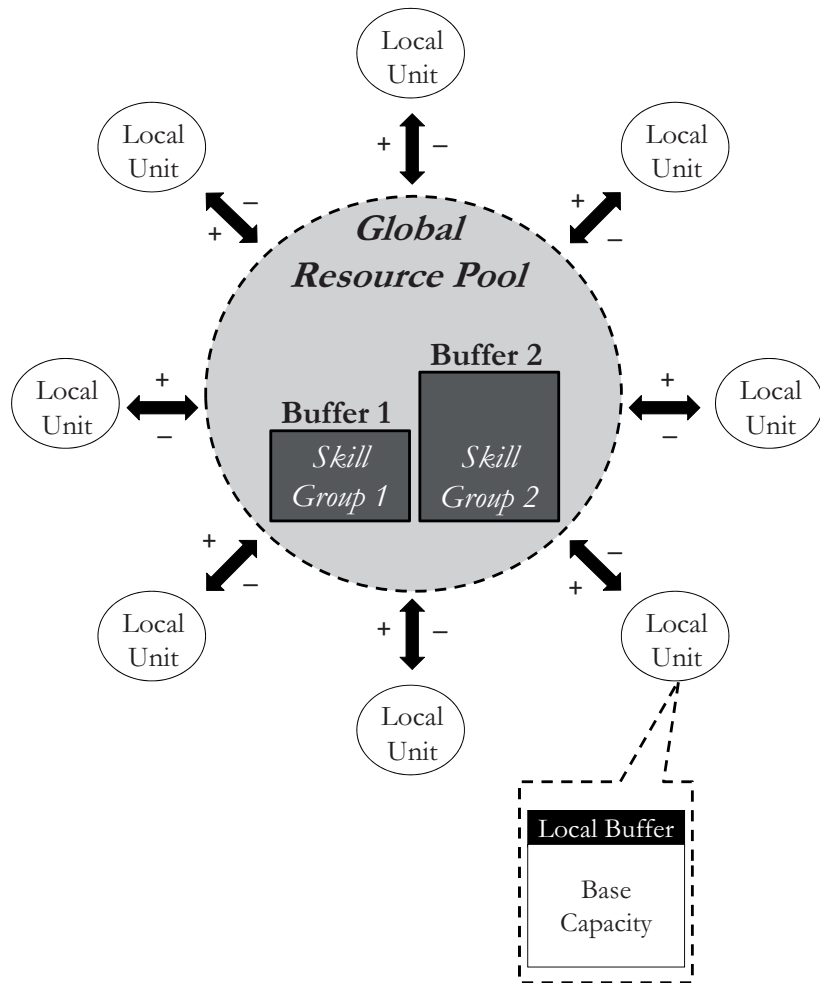 Local
Unit
Local
Unit
Local
Unit
+ –
–
+
+
–
Global
Resource Pool
Buffer 2
Local
Unit
+
–
Buffer 1
+
–
Local
Unit
Skill
Group 1
Skill
Group 2
+
–
–
+
Local
Unit
+ –
Local
Unit
Local
Unit
Local Buffer
Base
Capacity